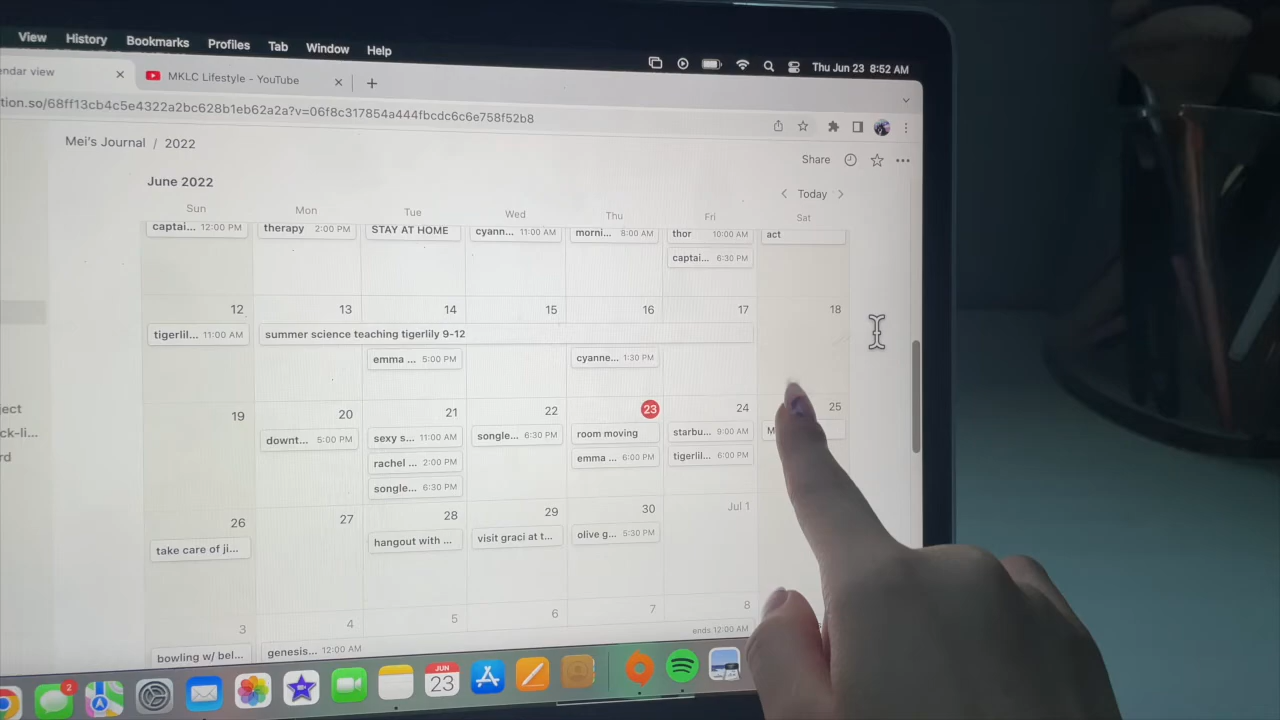 View History Bookmarks Profiles Tab Window Help Thu Jun 23 8:52 AM
endar view MKLC Lifestyle - YouTube
tion.so/68ff13cb4c5e4322a2bc628b1eb62a2a?v=06f8c317854a444fbcdc6c6e758f52b8
Mei's Journal / 2022
Share
June 2022
Today
Sun Mon Tue Wed Thu Fri Sat
captai... 12:00 PM therapy 2:00 PM STAY AT HOME cyann... 11:00 AM morni... 8:00 AM thor 10:00 AM act
captai... 6:30 PM
12 13 14 15 16 17 18
tigerlil... 11:00 AM summer science teaching tigerlily 9-12
emma ... 5:00 PM cyanne... 1:30 PM
19 20 21 22 23 24 25
downt... 5:00 PM sexy s... 11:00 AM songle... 6:30 PM room moving starbu... 9:00 AM M
rachel ... 2:00 PM emma ... 6:00 PM tigerlil... 6:00 PM
songle... 6:30 PM
ject
ck-li...
rd
26 27 28 29 30 Jul 1
take care of ji... hangout with ... visit graci at t... olive g... 5:30 PM
3 4 5 6 7 8
ends 12:00 AM
bowling w/ bel... genesis... 12:00 AM
2
JUN
23